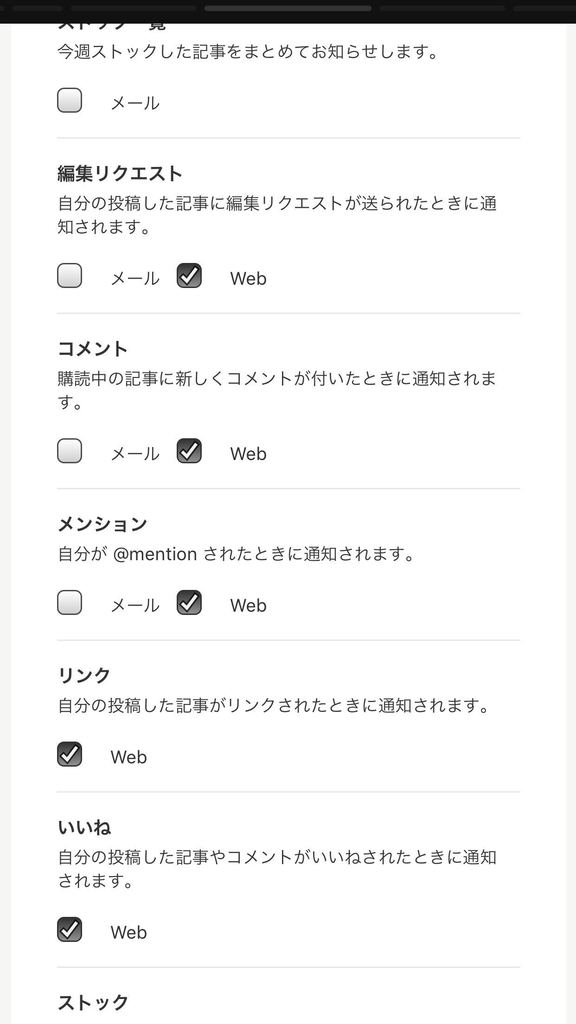 今週ストックした記事をまとめてお知らせします。
メール
編集リクエスト
自分の投稿した記事に編集リクエストが送られたときに通
知されます。
メール Web
コメント
購読中の記事に新しくコメントが付いたときに通知されま
す。
メール Web
メンション
自分が @mention されたときに通知されます。
メール Web
リンク
自分の投稿した記事がリンクされたときに通知されます。
Web
いいね
自分の投稿した記事やコメントがいいねされたときに通知
されます。
Web
ストック